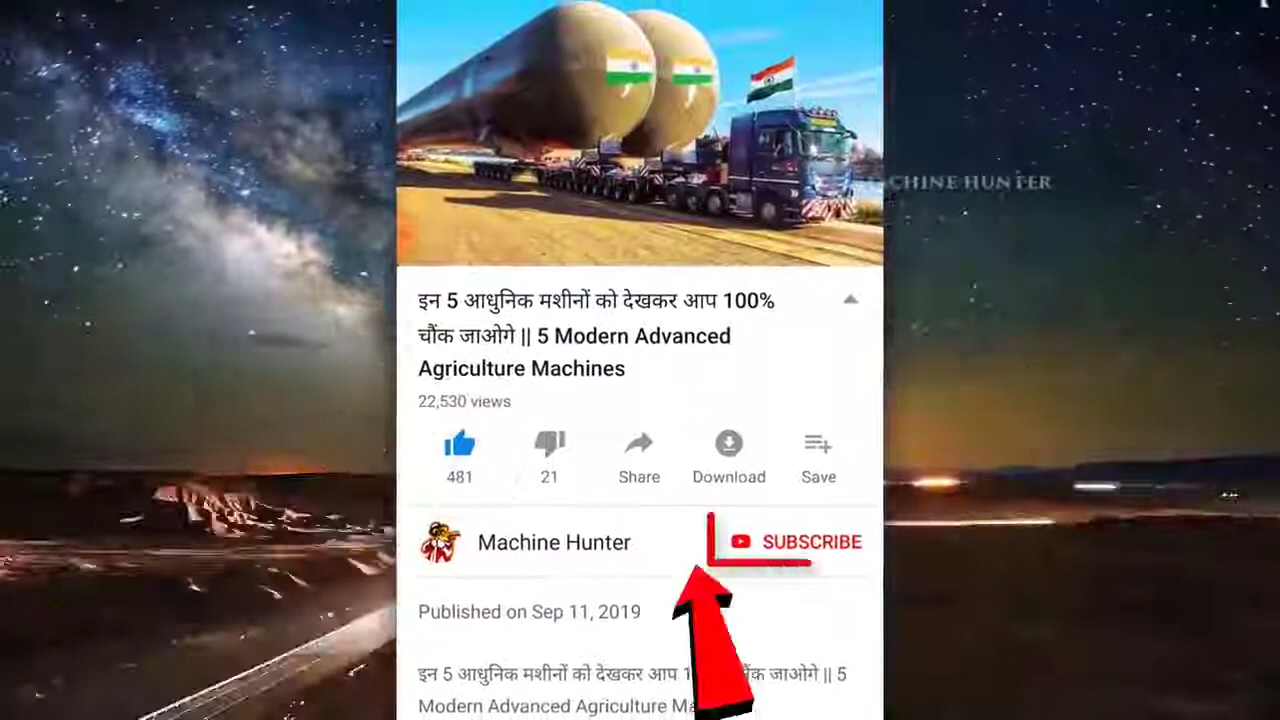 CHINE HUNTER
इन 5 आधुनिक मशीनों को देखकर आप 100%
चौंक जाओगे || 5 Modern Advanced
Agriculture Machines
22,530 views
481
21
Share
Download
Save
Machine Hunter
SUBSCRIBE
Published on Sep 11, 2019
इन 5 आधुनिक मशीनों को देखकर आप जाओगे || 5
Modern Advanced Agriculture